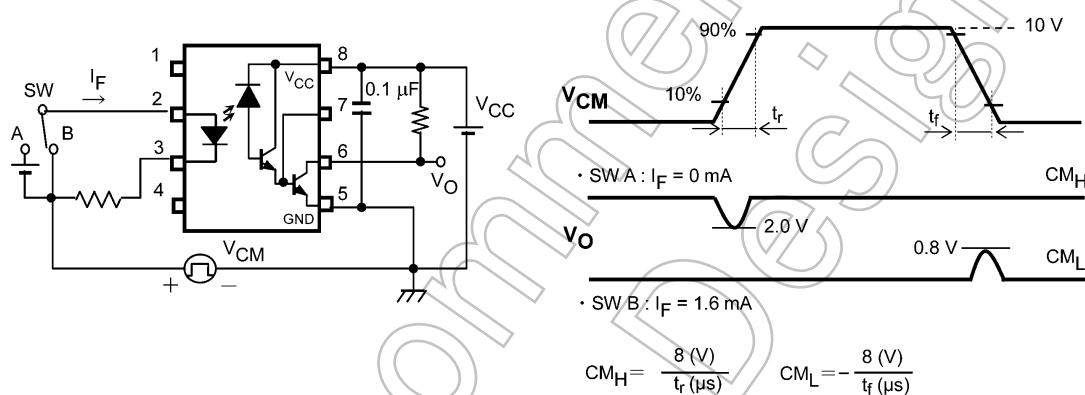 SW
I_F
A
B
1
2
3
4
8
7
6
5
V_CC
0.1 μF
V_CC
V_O
GND
V_CM
+
−
V_CM
90%
10%
10 V
t_r
t_f
・SW A : I_F = 0 mA
CM_H
V_O
2.0 V
0.8 V
CM_L
・SW B : I_F = 1.6 mA
CM_H= 8 (V) / t_r (μs)
CM_L=- 8 (V) / t_f (μs)
omme
Desig